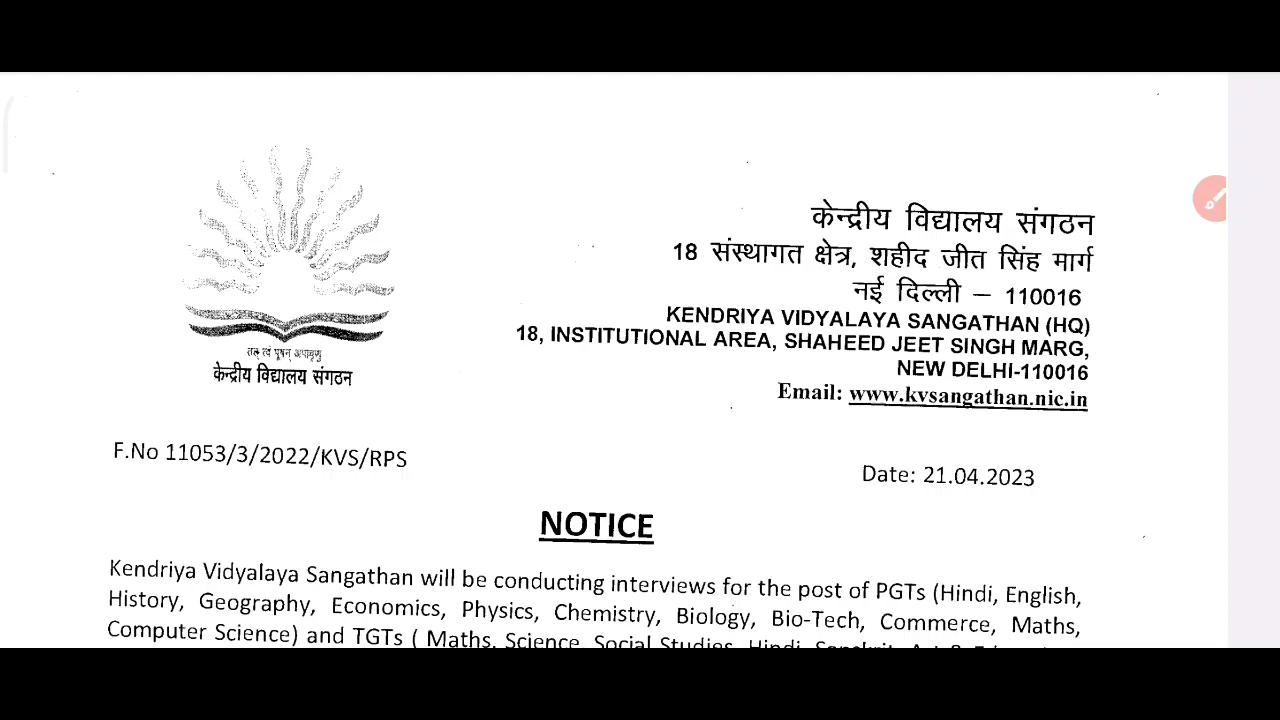 तत् त्वं पूषन् अपावृणु
केन्द्रीय विद्यालय संगठन
केन्द्रीय विद्यालय संगठन
18 संस्थागत क्षेत्र, शहीद जीत सिंह मार्ग
नई दिल्ली – 110016
KENDRIYA VIDYALAYA SANGATHAN (HQ)
18, INSTITUTIONAL AREA, SHAHEED JEET SINGH MARG,
NEW DELHI-110016
Email: www.kvsangathan.nic.in
F.No 11053/3/2022/KVS/RPS
Date: 21.04.2023
NOTICE
Kendriya Vidyalaya Sangathan will be conducting interviews for the post of PGTs (Hindi, English,
History, Geography, Economics, Physics, Chemistry, Biology, Bio-Tech, Commerce, Maths,
Computer Science) and TGTs ( Maths, Science, Social Studies, Hindi, Sanskrit,